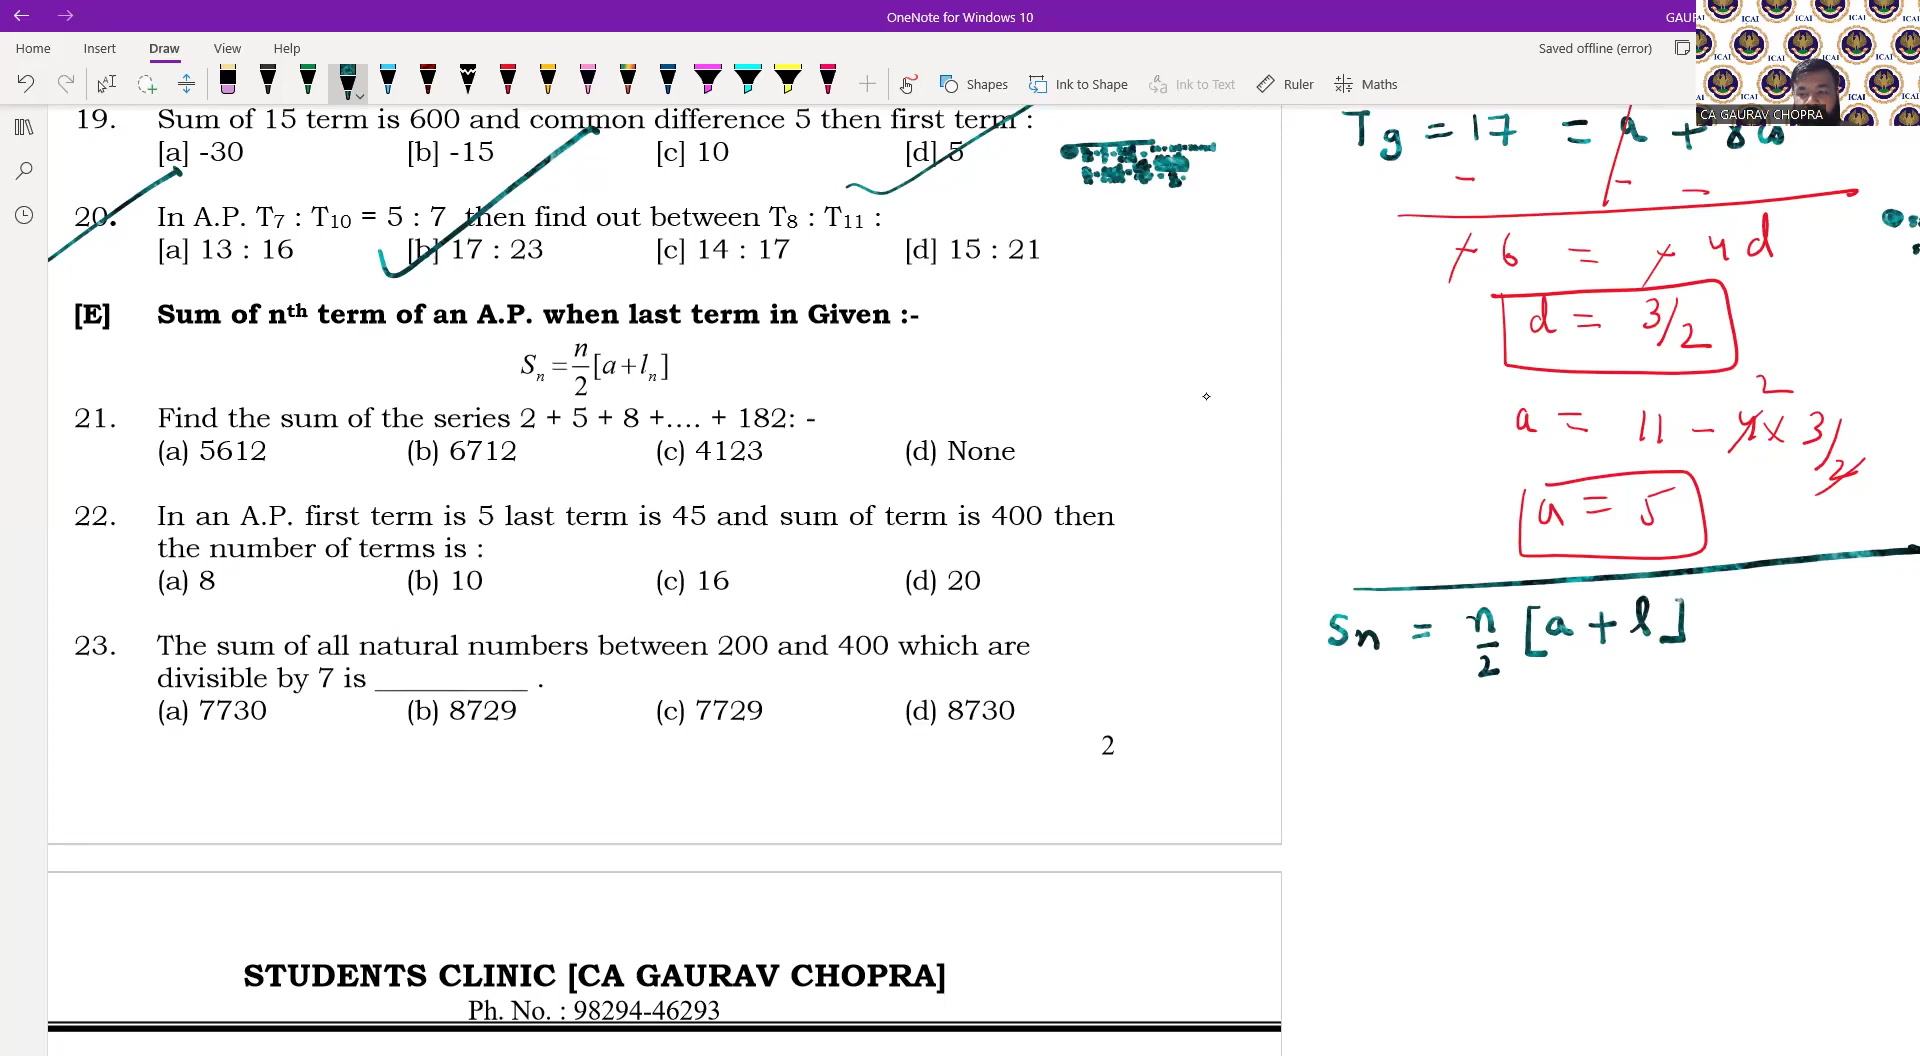 OneNote for Windows 10
GAUR
Home Insert Draw View Help
Saved offline (error)
Shapes Ink to Shape Ink to Text Ruler Maths
CA GAURAV CHOPRA
19. Sum of 15 term is 600 and common difference 5 then first term :
[a] -30 [b] -15 [c] 10 [d] 5
20. In A.P. T7 : T10 = 5 : 7 then find out between T8 : T11 :
[a] 13 : 16 [b] 17 : 23 [c] 14 : 17 [d] 15 : 21
[E] Sum of nth term of an A.P. when last term in Given :-
Sn = n/2 [a + ln]
21. Find the sum of the series 2 + 5 + 8 +.... + 182: -
(a) 5612 (b) 6712 (c) 4123 (d) None
22. In an A.P. first term is 5 last term is 45 and sum of term is 400 then
the number of terms is :
(a) 8 (b) 10 (c) 16 (d) 20
23. The sum of all natural numbers between 200 and 400 which are
divisible by 7 is ___________ .
(a) 7730 (b) 8729 (c) 7729 (d) 8730
2
STUDENTS CLINIC [CA GAURAV CHOPRA]
Ph. No. : 98294-46293
T9 = 17 = a + 8d
- - -
+6 = +4d
d = 3/2
2
a = 11 - 4 x 3/2
a = 5
Sn = n/2 [a + l]
ICAI